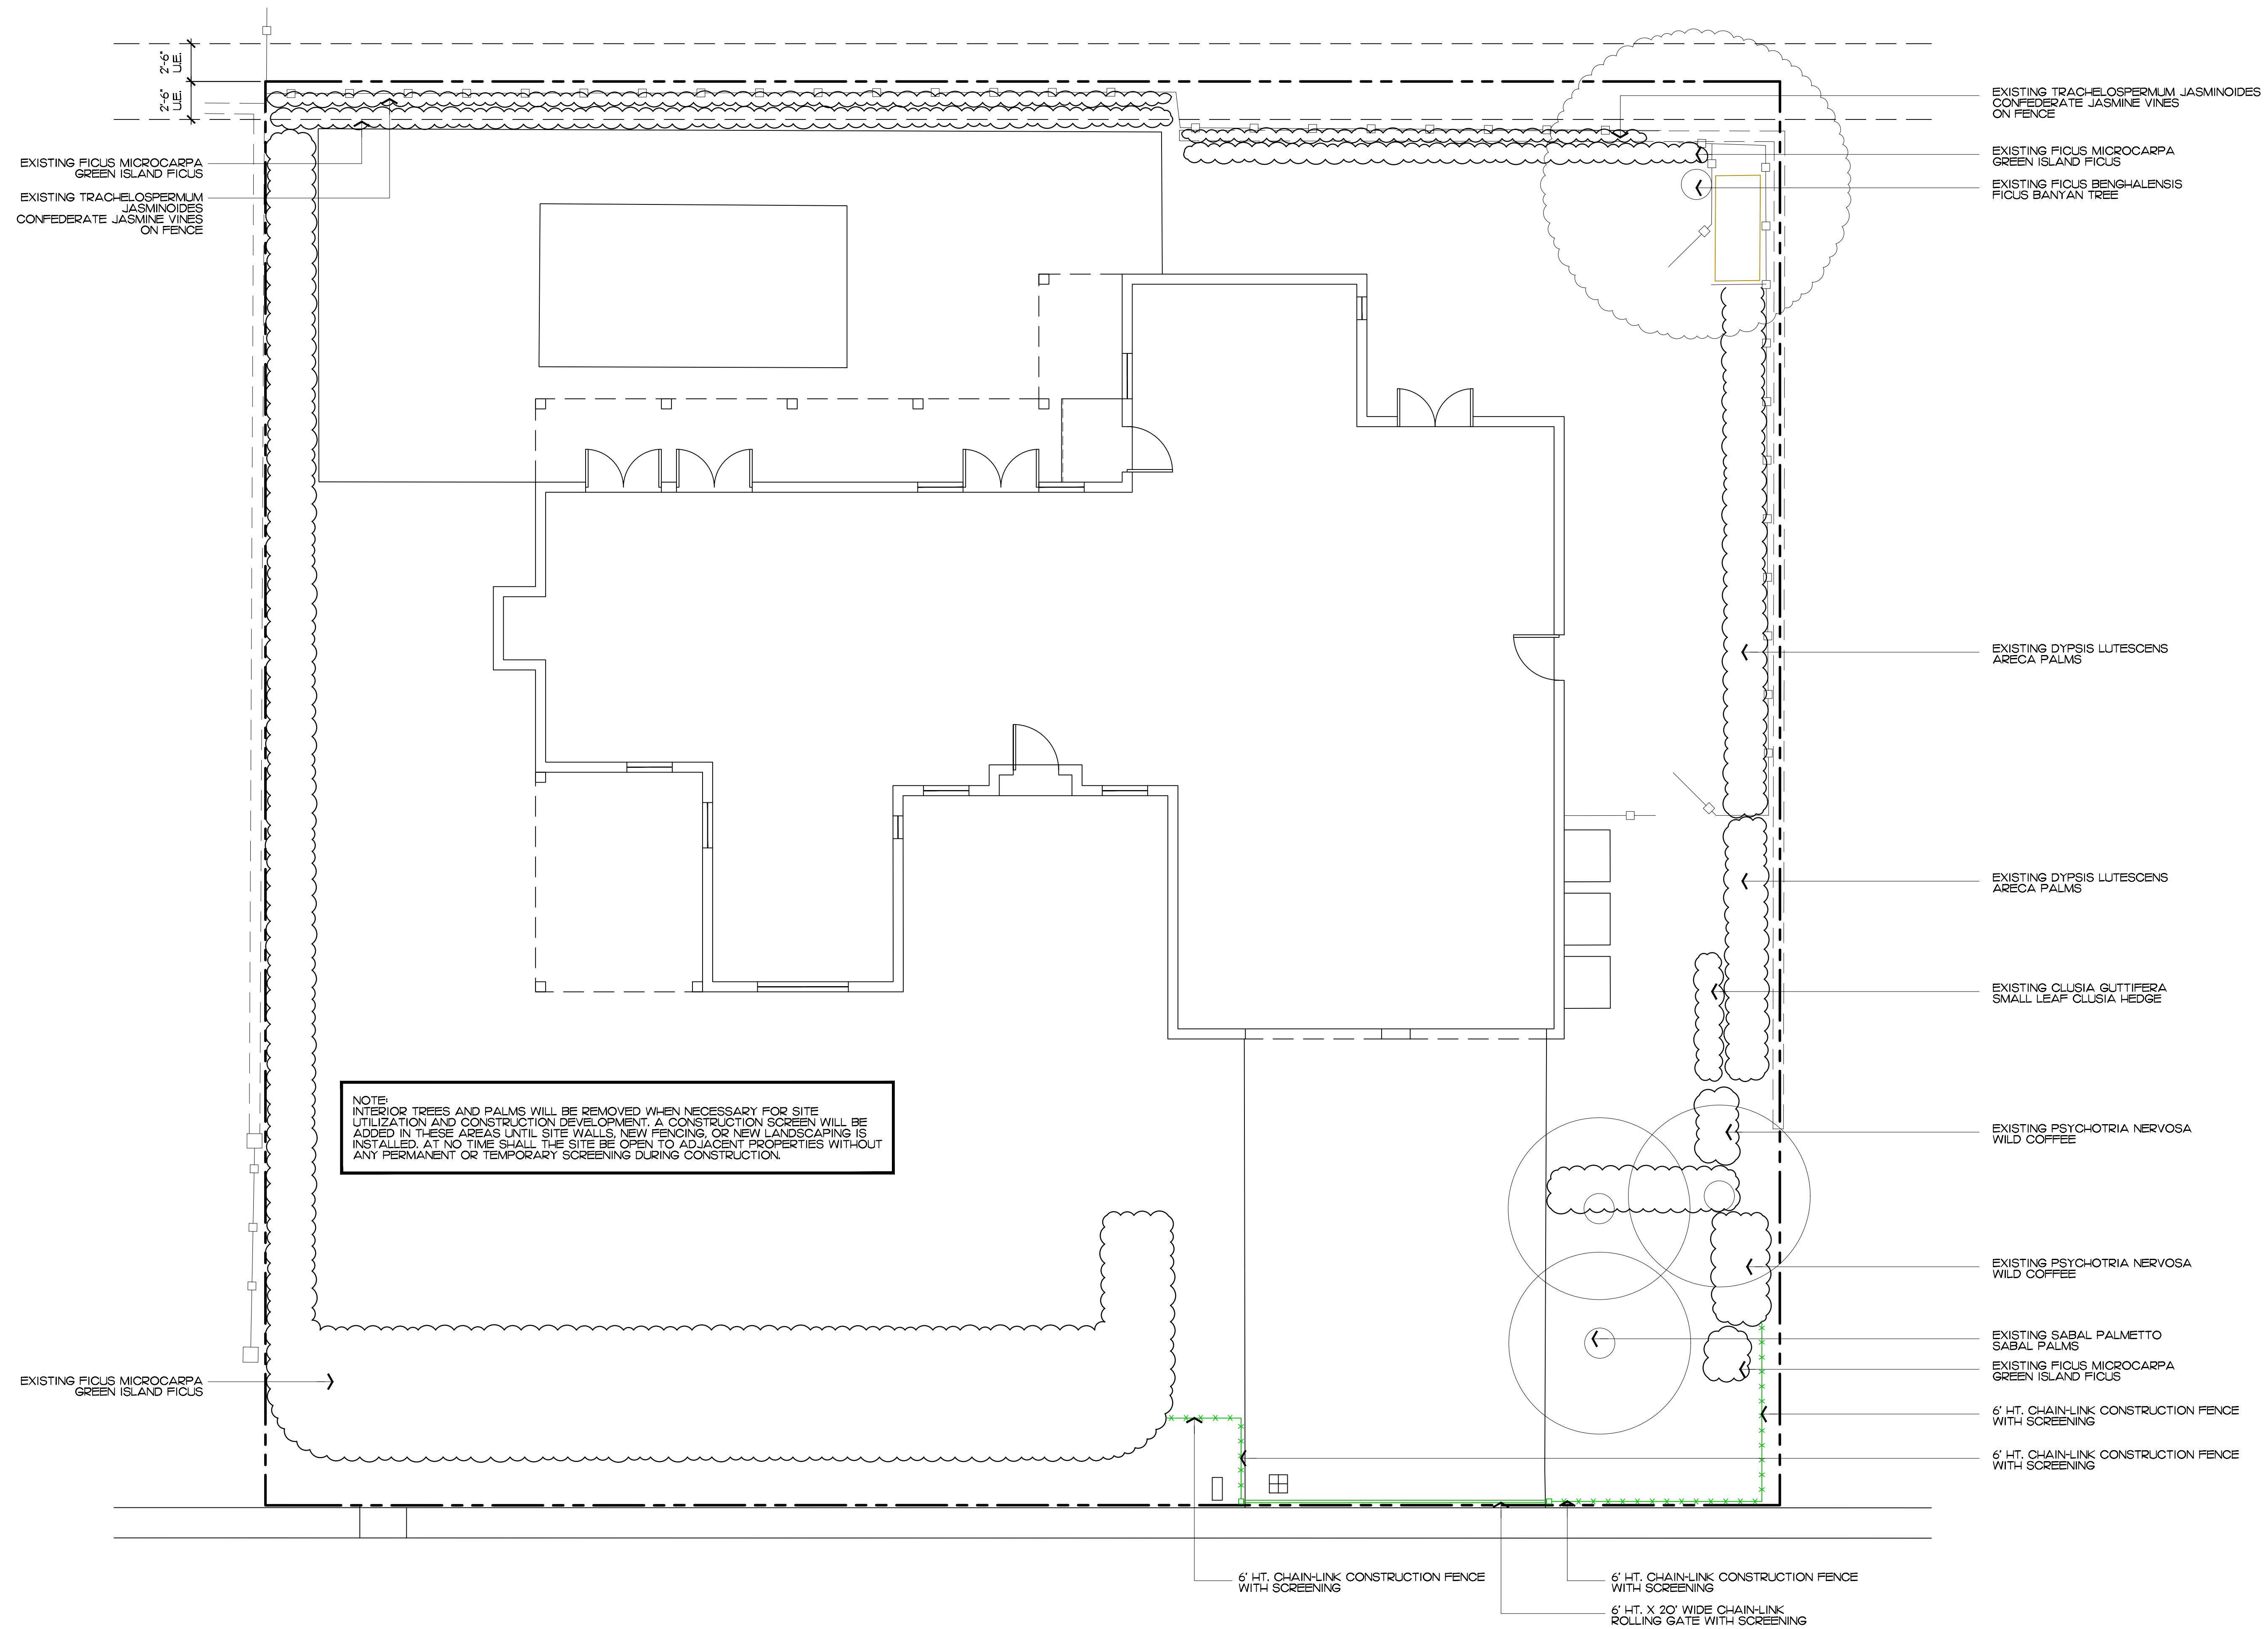 2'-6"
U.E.
2'-6"
U.E.
EXISTING FICUS MICROCARPA
GREEN ISLAND FICUS
EXISTING TRACHELOSPERMUM
JASMINOIDES
CONFEDERATE JASMINE VINES
ON FENCE
EXISTING TRACHELOSPERMUM JASMINOIDES
CONFEDERATE JASMINE VINES
ON FENCE
EXISTING FICUS MICROCARPA
GREEN ISLAND FICUS
EXISTING FICUS BENGHALENSIS
FICUS BANYAN TREE
EXISTING DYPSIS LUTESCENS
ARECA PALMS
EXISTING DYPSIS LUTESCENS
ARECA PALMS
EXISTING CLUSIA GUTTIFERA
SMALL LEAF CLUSIA HEDGE
NOTE:
INTERIOR TREES AND PALMS WILL BE REMOVED WHEN NECESSARY FOR SITE
UTILIZATION AND CONSTRUCTION DEVELOPMENT. A CONSTRUCTION SCREEN WILL BE
ADDED IN THESE AREAS UNTIL SITE WALLS, NEW FENCING, OR NEW LANDSCAPING IS
INSTALLED. AT NO TIME SHALL THE SITE BE OPEN TO ADJACENT PROPERTIES WITHOUT
ANY PERMANENT OR TEMPORARY SCREENING DURING CONSTRUCTION.
EXISTING PSYCHOTRIA NERVOSA
WILD COFFEE
EXISTING PSYCHOTRIA NERVOSA
WILD COFFEE
EXISTING SABAL PALMETTO
SABAL PALMS
EXISTING FICUS MICROCARPA
GREEN ISLAND FICUS
EXISTING FICUS MICROCARPA
GREEN ISLAND FICUS
6' HT. CHAIN-LINK CONSTRUCTION FENCE
WITH SCREENING
6' HT. CHAIN-LINK CONSTRUCTION FENCE
WITH SCREENING
6' HT. CHAIN-LINK CONSTRUCTION FENCE
WITH SCREENING
6' HT. CHAIN-LINK CONSTRUCTION FENCE
WITH SCREENING
6' HT. X 20' WIDE CHAIN-LINK
ROLLING GATE WITH SCREENING